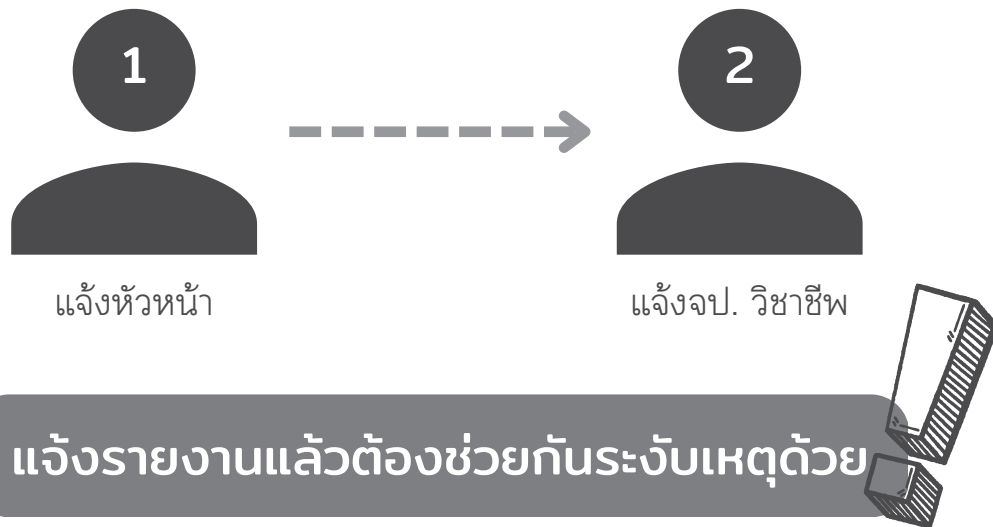 1
2
แจ้งหัวหน้า
แจ้งจป. วิชาชีพ
แจ้งรายงานแล้วต้องช่วยกันระงับเหตุด้วย